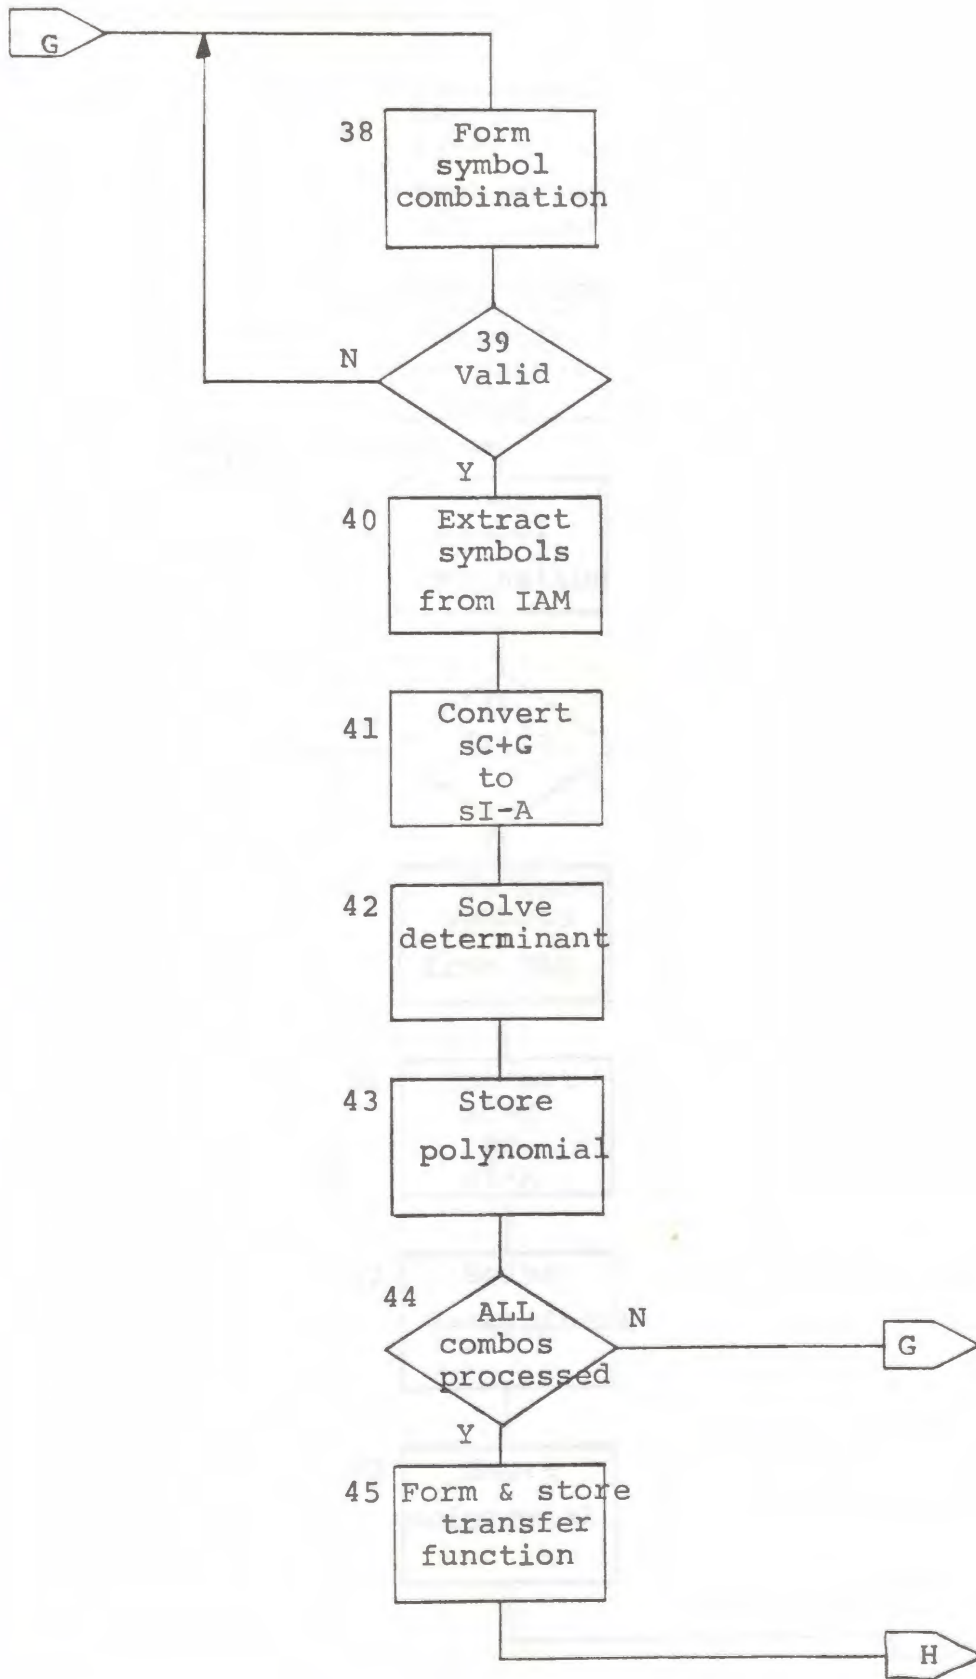 G
38
Form
symbol
combination
39
Valid
N
Y
40
Extract
symbols
from IAM
41
Convert
sC+G
to
sI-A
42
Solve
determinant
43
Store
polynomial
44
ALL
combos
processed
N
G
Y
45
Form & store
transfer
function
H